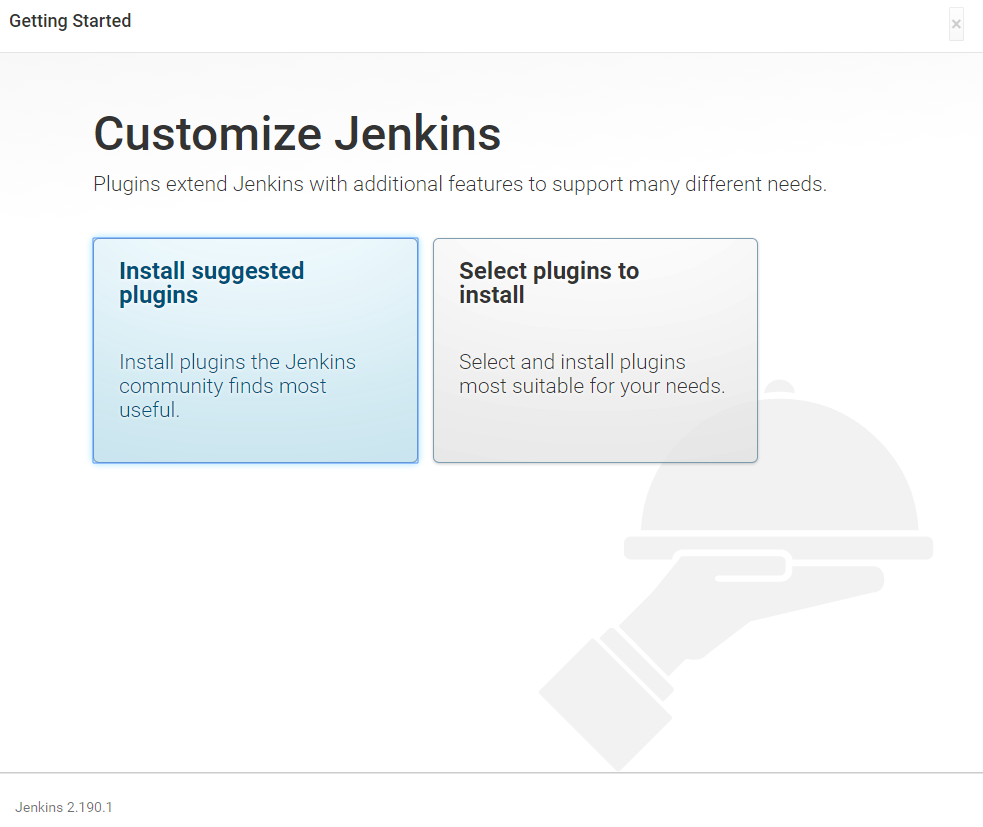 Getting Started
×
Customize Jenkins
Plugins extend Jenkins with additional features to support many different needs.
Install suggested
plugins
Install plugins the Jenkins
community finds most
useful.
Select plugins to
install
Select and install plugins
most suitable for your needs.
Jenkins 2.190.1